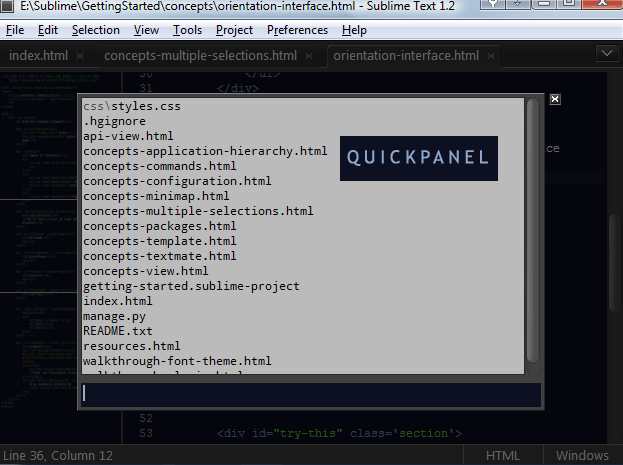 E:\Sublime\GettingStarted\concepts\orientation-interface.html - Sublime Text 1.2
File Edit Selection View Tools Project Preferences Help
index.html × concepts-multiple-selections.html × orientation-interface.html ×
30 </ul>
31 </div>
css\styles.css
.hgignore
api-view.html
concepts-application-hierarchy.html
QUICKPANEL
concepts-commands.html
concepts-configuration.html
concepts-minimap.html
concepts-multiple-selections.html
concepts-packages.html
concepts-template.html
concepts-textmate.html
concepts-view.html
getting-started.sublime-project
index.html
manage.py
README.txt
resources.html
walkthrough-font-theme.html
52
53 <div id="try-this" class='section'>
Line 36, Column 12 HTML Windows